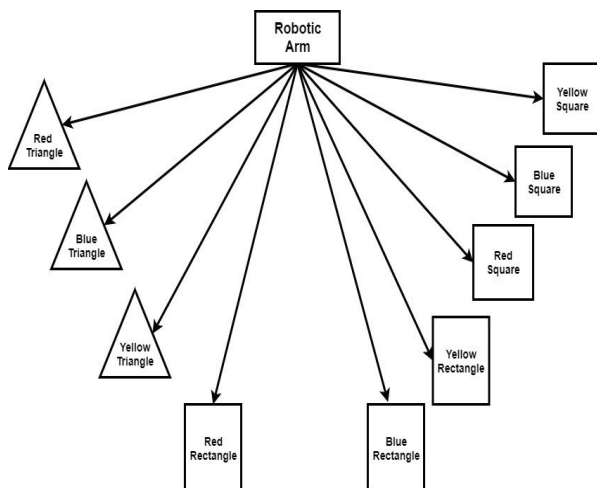 Robotic
Arm
Yellow
Square
Red
Triangle
Blue
Square
Blue
Triangle
Red
Square
Yellow
Triangle
Yellow
Rectangle
Red
Rectangle
Blue
Rectangle